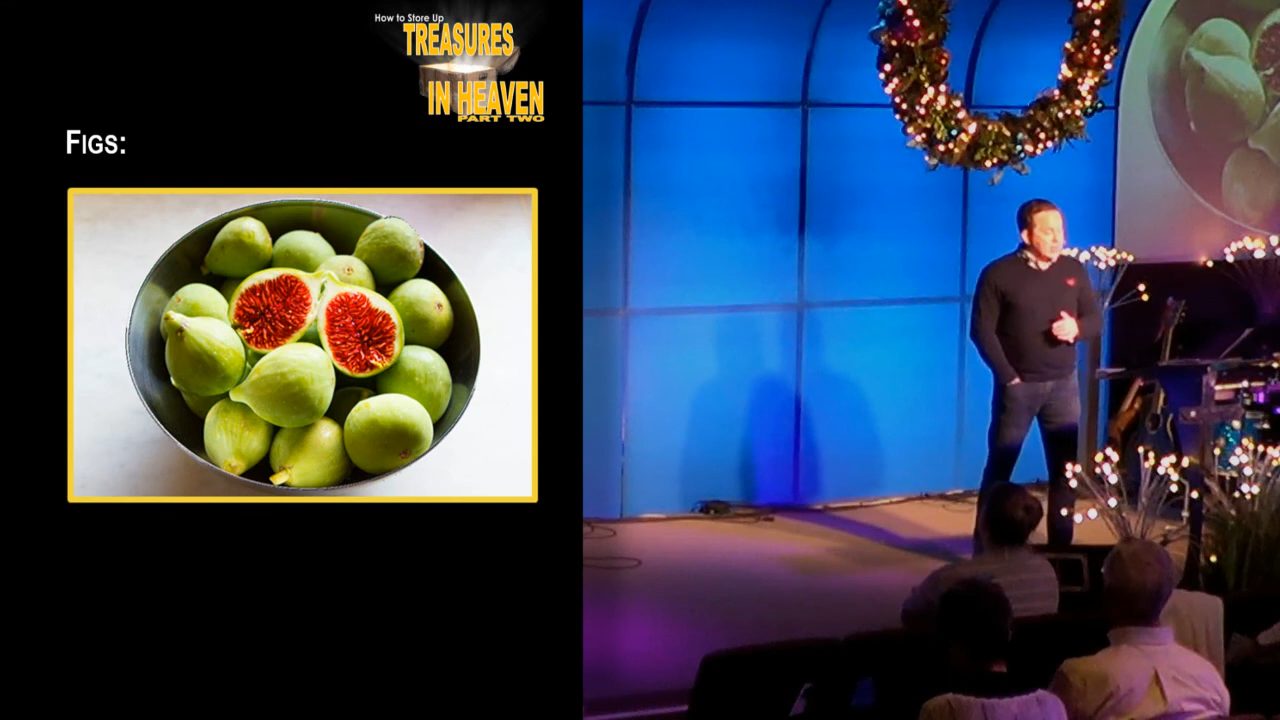 How to Store Up
TREASURES
IN HEAVEN
PART TWO
FIGS: